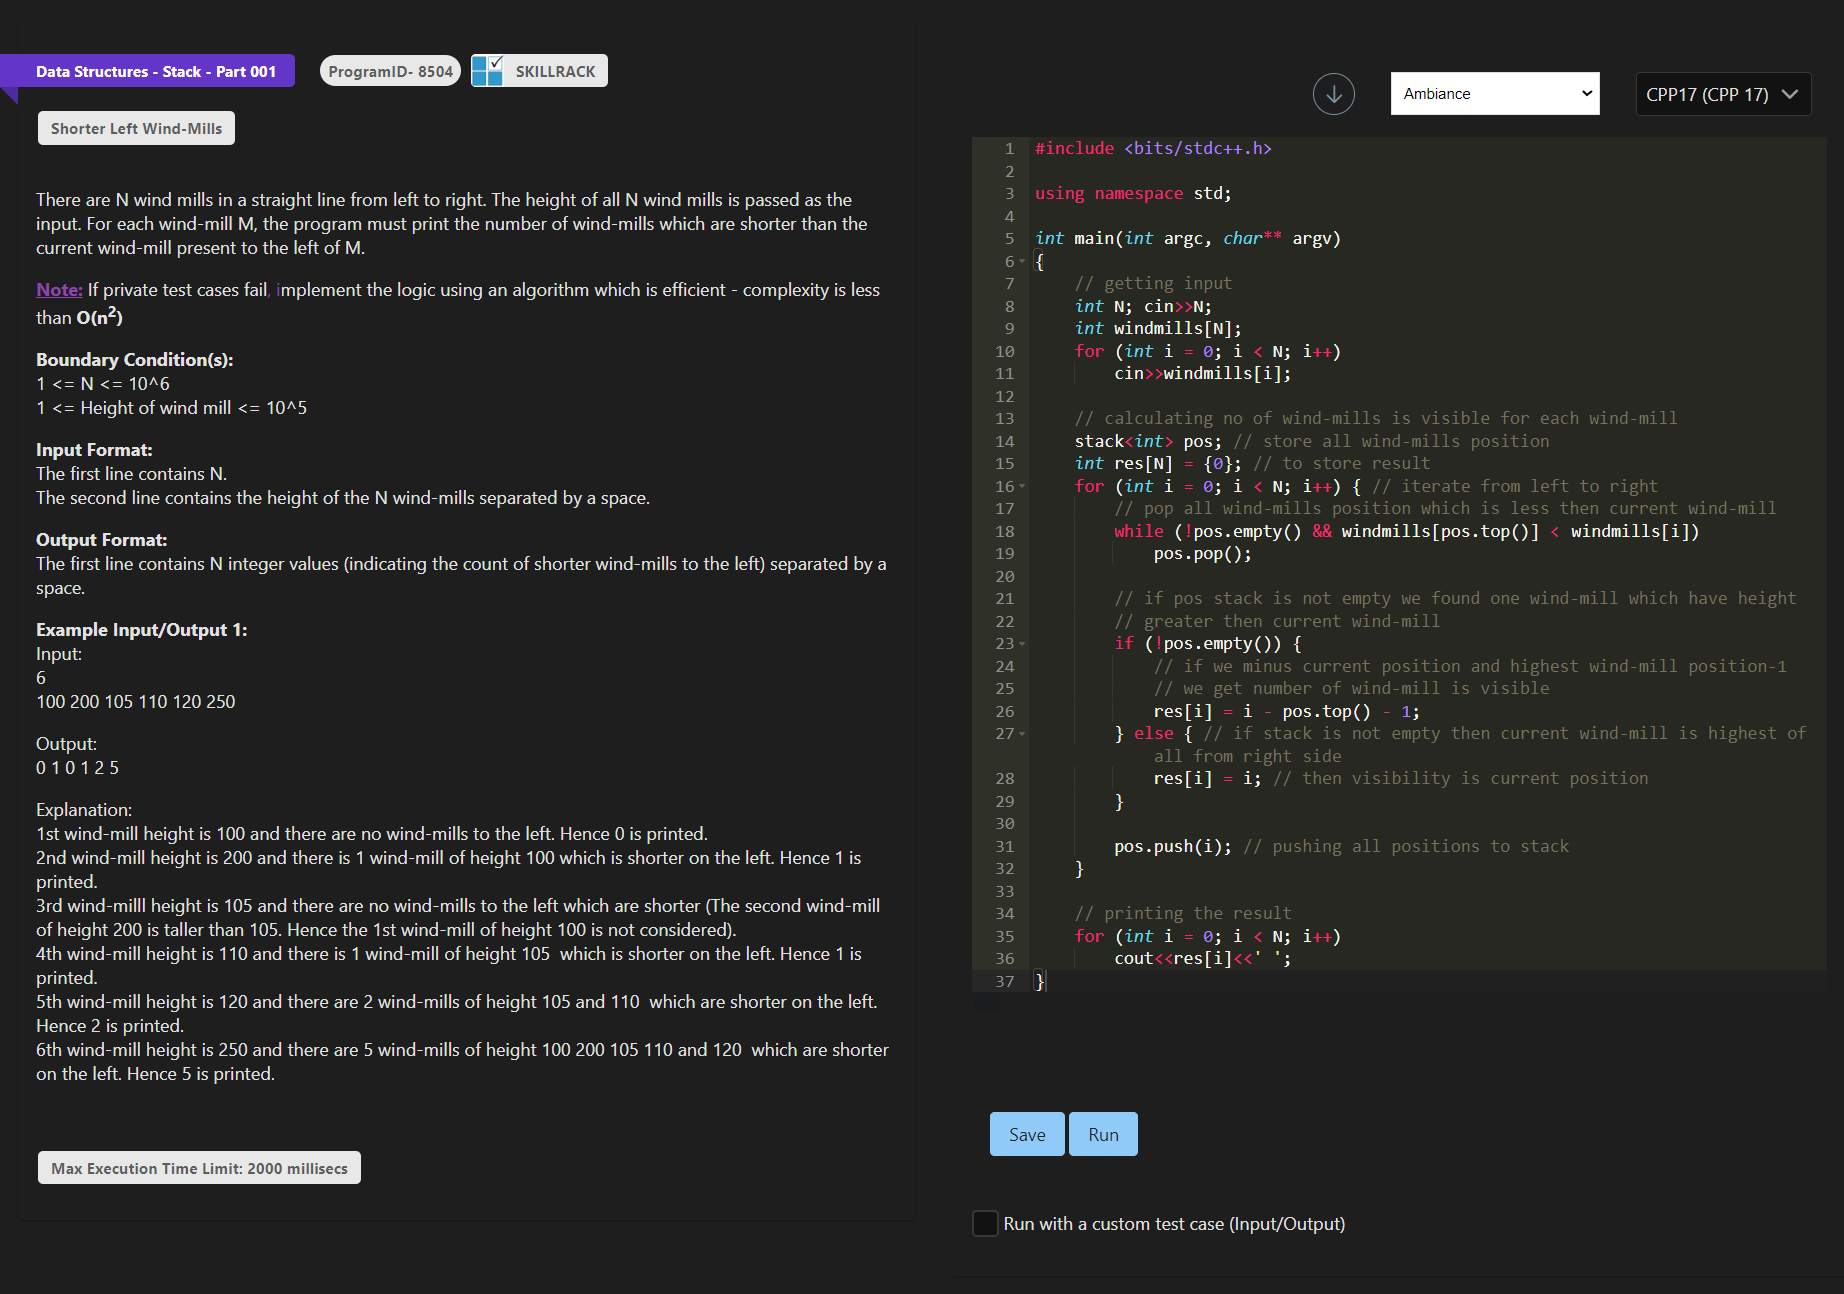 Data Structures - Stack - Part 001
ProgramID- 8504
SKILLRACK
Shorter Left Wind-Mills
There are N wind mills in a straight line from left to right. The height of all N wind mills is passed as the
input. For each wind-mill M, the program must print the number of wind-mills which are shorter than the
current wind-mill present to the left of M.
Note: If private test cases fail, implement the logic using an algorithm which is efficient - complexity is less
than O(n²)
Boundary Condition(s):
1 <= N <= 10^6
1 <= Height of wind mill <= 10^5
Input Format:
The first line contains N.
The second line contains the height of the N wind-mills separated by a space.
Output Format:
The first line contains N integer values (indicating the count of shorter wind-mills to the left) separated by a
space.
Example Input/Output 1:
Input:
6
100 200 105 110 120 250
Output:
0 1 0 1 2 5
Explanation:
1st wind-mill height is 100 and there are no wind-mills to the left. Hence 0 is printed.
2nd wind-mill height is 200 and there is 1 wind-mill of height 100 which is shorter on the left. Hence 1 is
printed.
3rd wind-milll height is 105 and there are no wind-mills to the left which are shorter (The second wind-mill
of height 200 is taller than 105. Hence the 1st wind-mill of height 100 is not considered).
4th wind-mill height is 110 and there is 1 wind-mill of height 105  which is shorter on the left. Hence 1 is
printed.
5th wind-mill height is 120 and there are 2 wind-mills of height 105 and 110  which are shorter on the left.
Hence 2 is printed.
6th wind-mill height is 250 and there are 5 wind-mills of height 100 200 105 110 and 120  which are shorter
on the left. Hence 5 is printed.
Max Execution Time Limit: 2000 millisecs
Ambiance
CPP17 (CPP 17)
1 #include <bits/stdc++.h>
2
3 using namespace std;
4
5 int main(int argc, char** argv)
6 {
7     // getting input
8     int N; cin>>N;
9     int windmills[N];
10     for (int i = 0; i < N; i++)
11         cin>>windmills[i];
12
13     // calculating no of wind-mills is visible for each wind-mill
14     stack<int> pos; // store all wind-mills position
15     int res[N] = {0}; // to store result
16     for (int i = 0; i < N; i++) { // iterate from left to right
17         // pop all wind-mills position which is less then current wind-mill
18         while (!pos.empty() && windmills[pos.top()] < windmills[i])
19             pos.pop();
20
21         // if pos stack is not empty we found one wind-mill which have height
22         // greater then current wind-mill
23         if (!pos.empty()) {
24             // if we minus current position and highest wind-mill position-1
25             // we get number of wind-mill is visible
26             res[i] = i - pos.top() - 1;
27         } else { // if stack is not empty then current wind-mill is highest of
all from right side
28             res[i] = i; // then visibility is current position
29         }
30
31         pos.push(i); // pushing all positions to stack
32     }
33
34     // printing the result
35     for (int i = 0; i < N; i++)
36         cout<<res[i]<<' ';
37 }
Save
Run
Run with a custom test case (Input/Output)